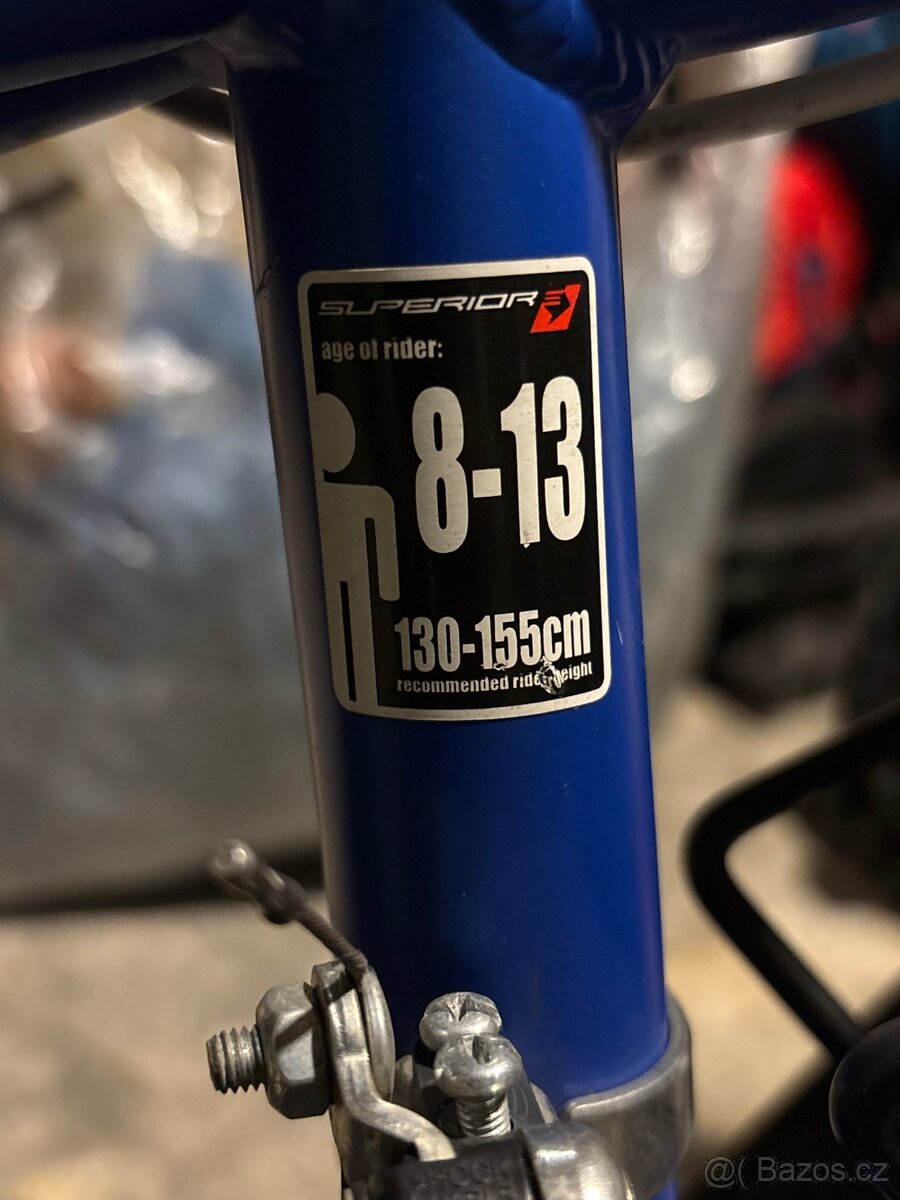 SUPERIOR
age of rider:
8-13
130-155cm
recommended rider height
@( Bazos.cz